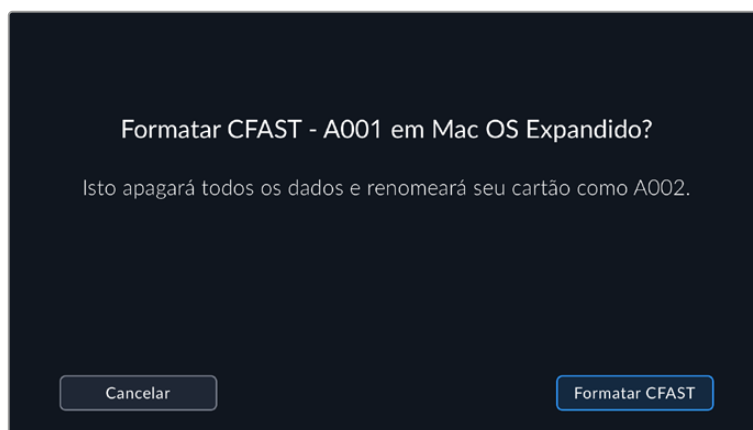 Formatar CFAST - A001 em Mac OS Expandido?
Isto apagará todos os dados e renomeará seu cartão como A002.
Cancelar
Formatar CFAST